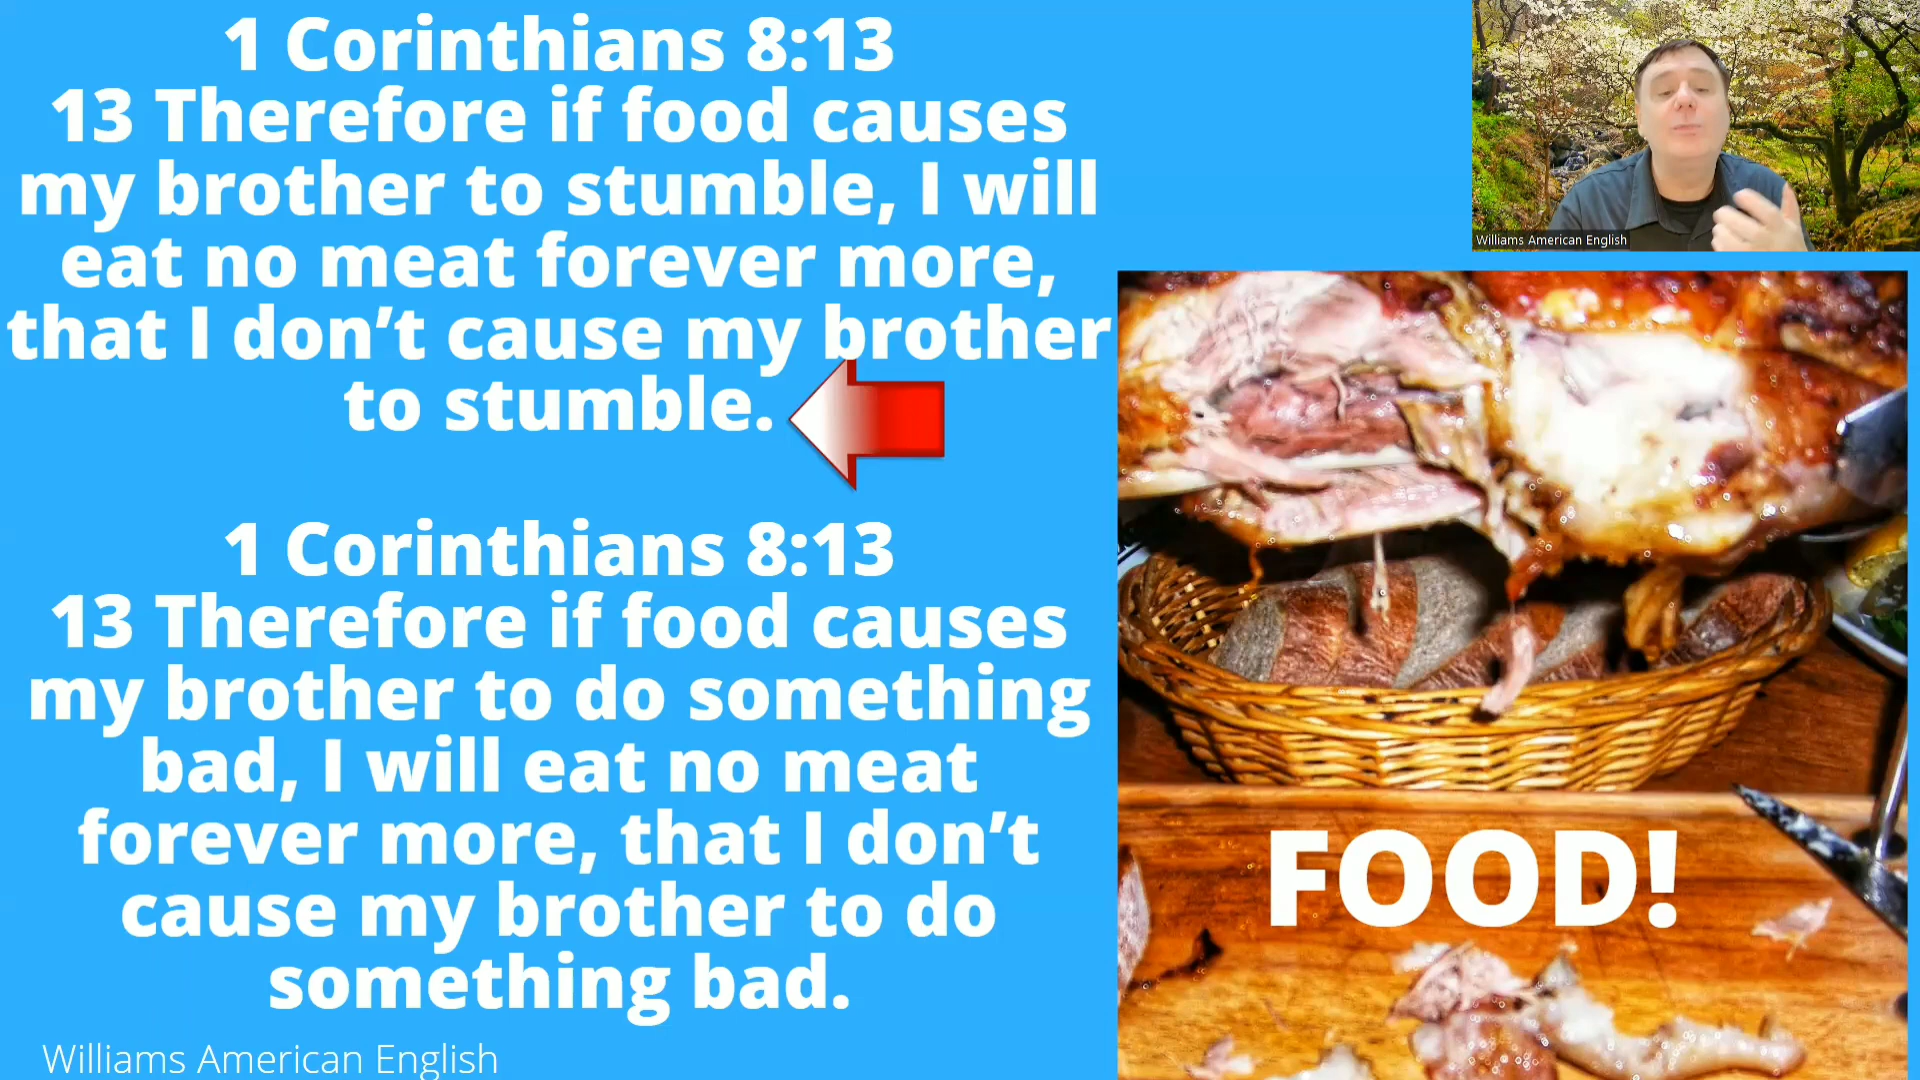 1 Corinthians 8:13
13 Therefore if food causes
my brother to stumble, I will
eat no meat forever more,
that I don’t cause my brother
to stumble.
1 Corinthians 8:13
13 Therefore if food causes
my brother to do something
bad, I will eat no meat
forever more, that I don’t
cause my brother to do
something bad.
Williams American English
Williams American English
FOOD!